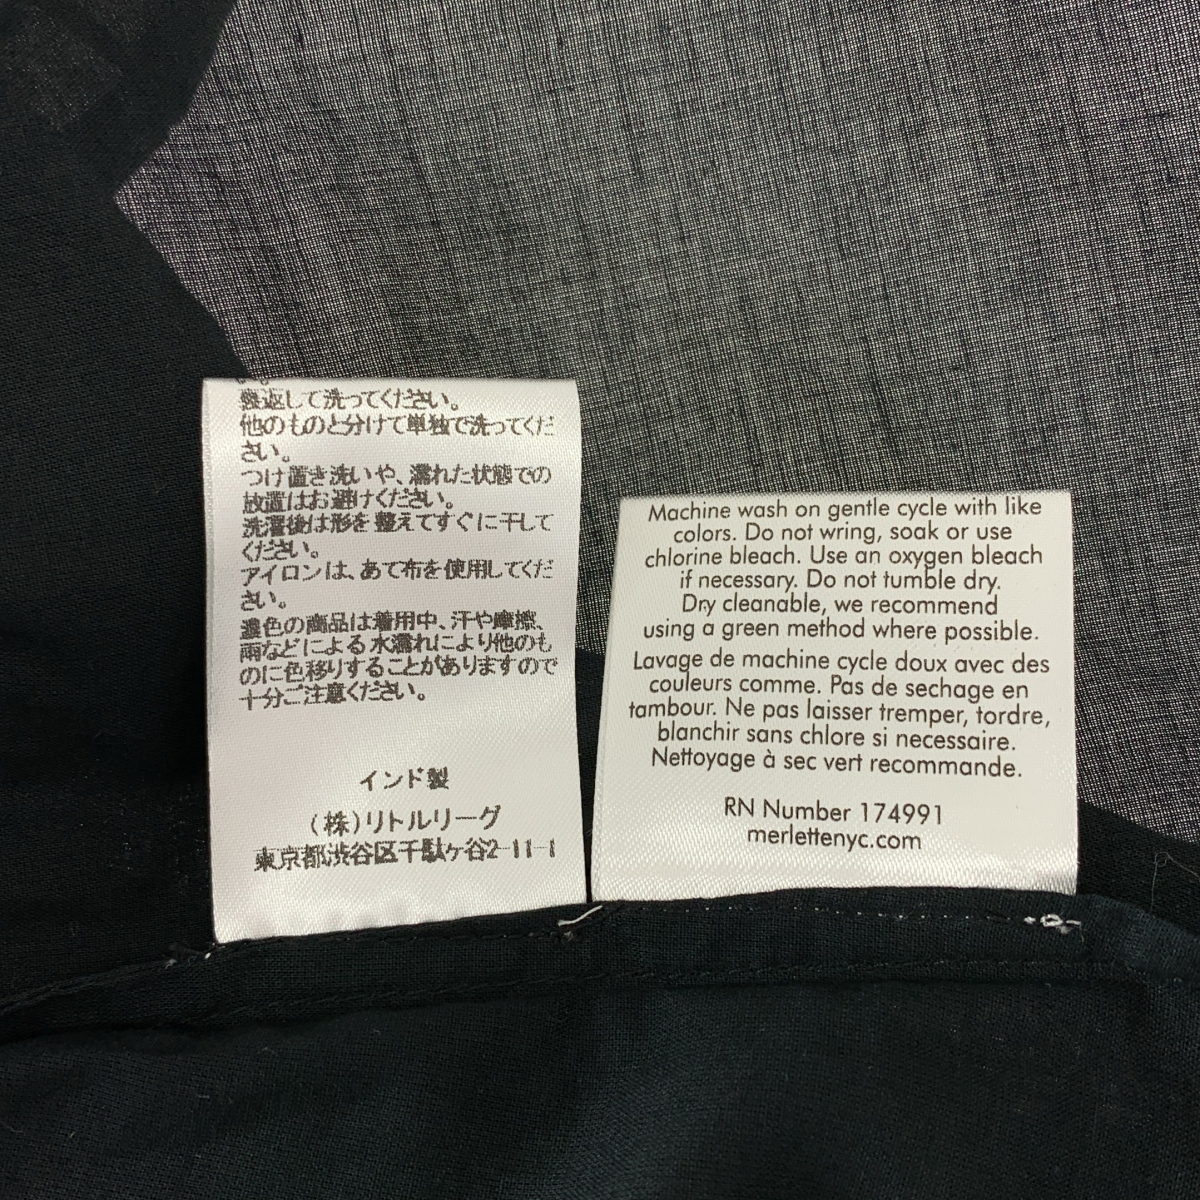 い。
裏返して洗ってください。
他のものと分けて単独で洗ってくだ
さい。
つけ置き洗いや、濡れた状態での
放置はお避けください。
洗濯後は形を整えてすぐに干して
ください。
アイロンは、あて布を使用してくだ
さい。
濃色の商品は着用中、汗や摩擦、
雨などによる水濡れにより他のも
のに色移りすることがありますので
十分ご注意ください。
インド製
(株)リトルリーグ
東京都渋谷区千駄ヶ谷2-11-1
Machine wash on gentle cycle with like
colors. Do not wring, soak or use
chlorine bleach. Use an oxygen bleach
if necessary. Do not tumble dry.
Dry cleanable, we recommend
using a green method where possible.
Lavage de machine cycle doux avec des
couleurs comme. Pas de sechage en
tambour. Ne pas laisser tremper, tordre,
blanchir sans chlore si necessaire.
Nettoyage à sec vert recommande.
RN Number 174991
merlettenyc.com